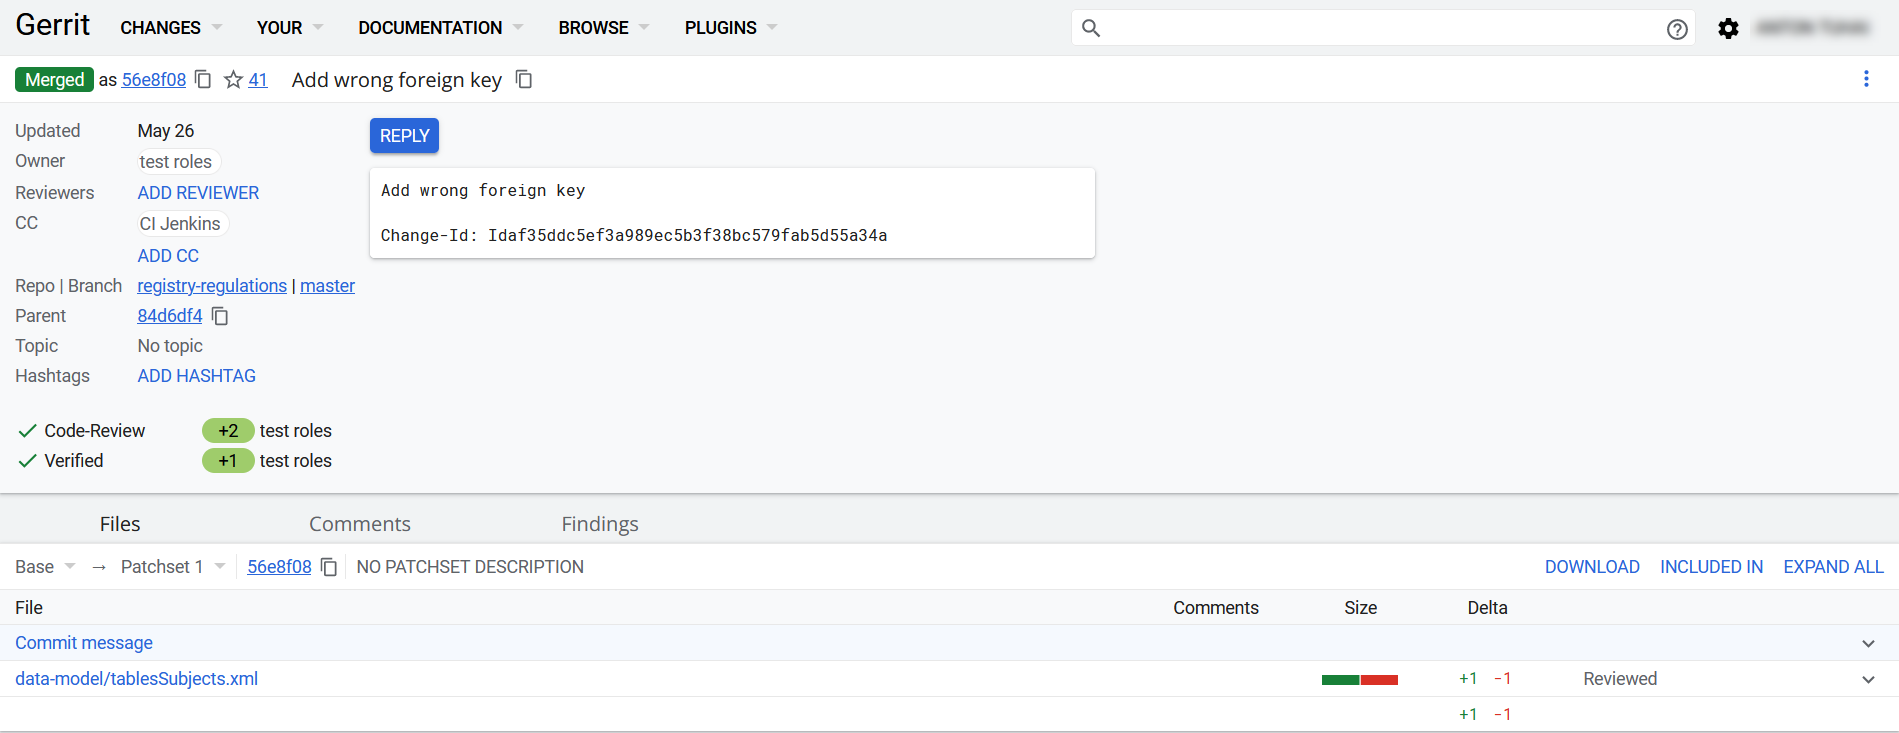 Gerrit CHANGES YOUR DOCUMENTATION BROWSE PLUGINS
Merged as 56e8f08 41 Add wrong foreign key
Updated May 26
REPLY
Owner test roles
Reviewers ADD REVIEWER
CC CI Jenkins
ADD CC
Repo | Branch registry-regulations | master
Parent 84d6df4
Topic No topic
Hashtags ADD HASHTAG
Add wrong foreign key
Change-Id: Idaf35ddc5ef3a989ec5b3f38bc579fab5d55a34a
Code-Review +2 test roles
Verified +1 test roles
Files Comments Findings
Base → Patchset 1 56e8f08 NO PATCHSET DESCRIPTION DOWNLOAD INCLUDED IN EXPAND ALL
File Comments Size Delta
Commit message
data-model/tablesSubjects.xml +1 −1 Reviewed
+1 −1